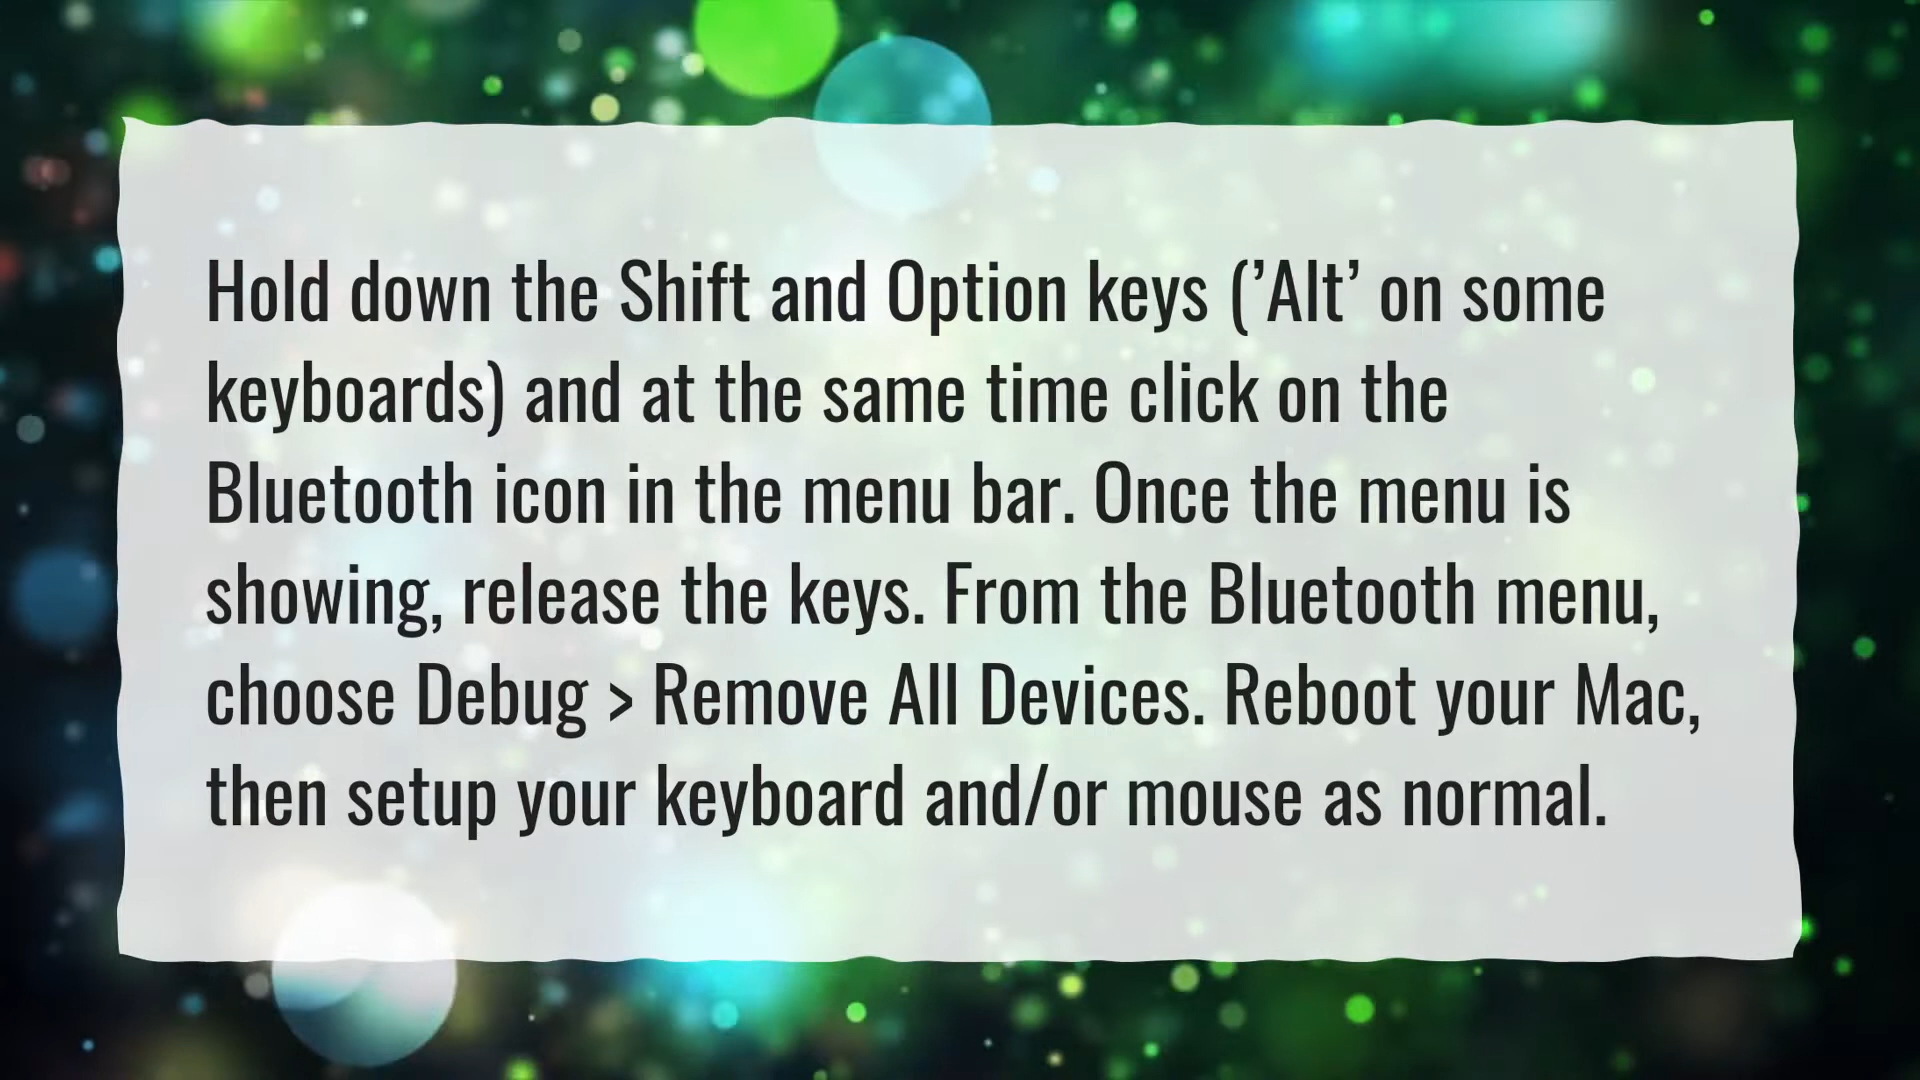 Hold down the Shift and Option keys (’Alt’ on some
keyboards) and at the same time click on the
Bluetooth icon in the menu bar. Once the menu is
showing, release the keys. From the Bluetooth menu,
choose Debug > Remove All Devices. Reboot your Mac,
then setup your keyboard and/or mouse as normal.